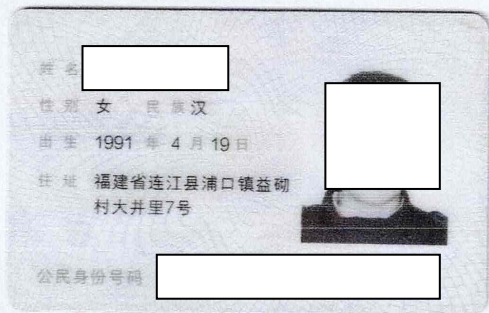 姓 名
性 别 女 民 族 汉
出 生 1991 年 4 月 19 日
住 址 福建省连江县浦口镇益砌
村大井里7号
公民身份号码